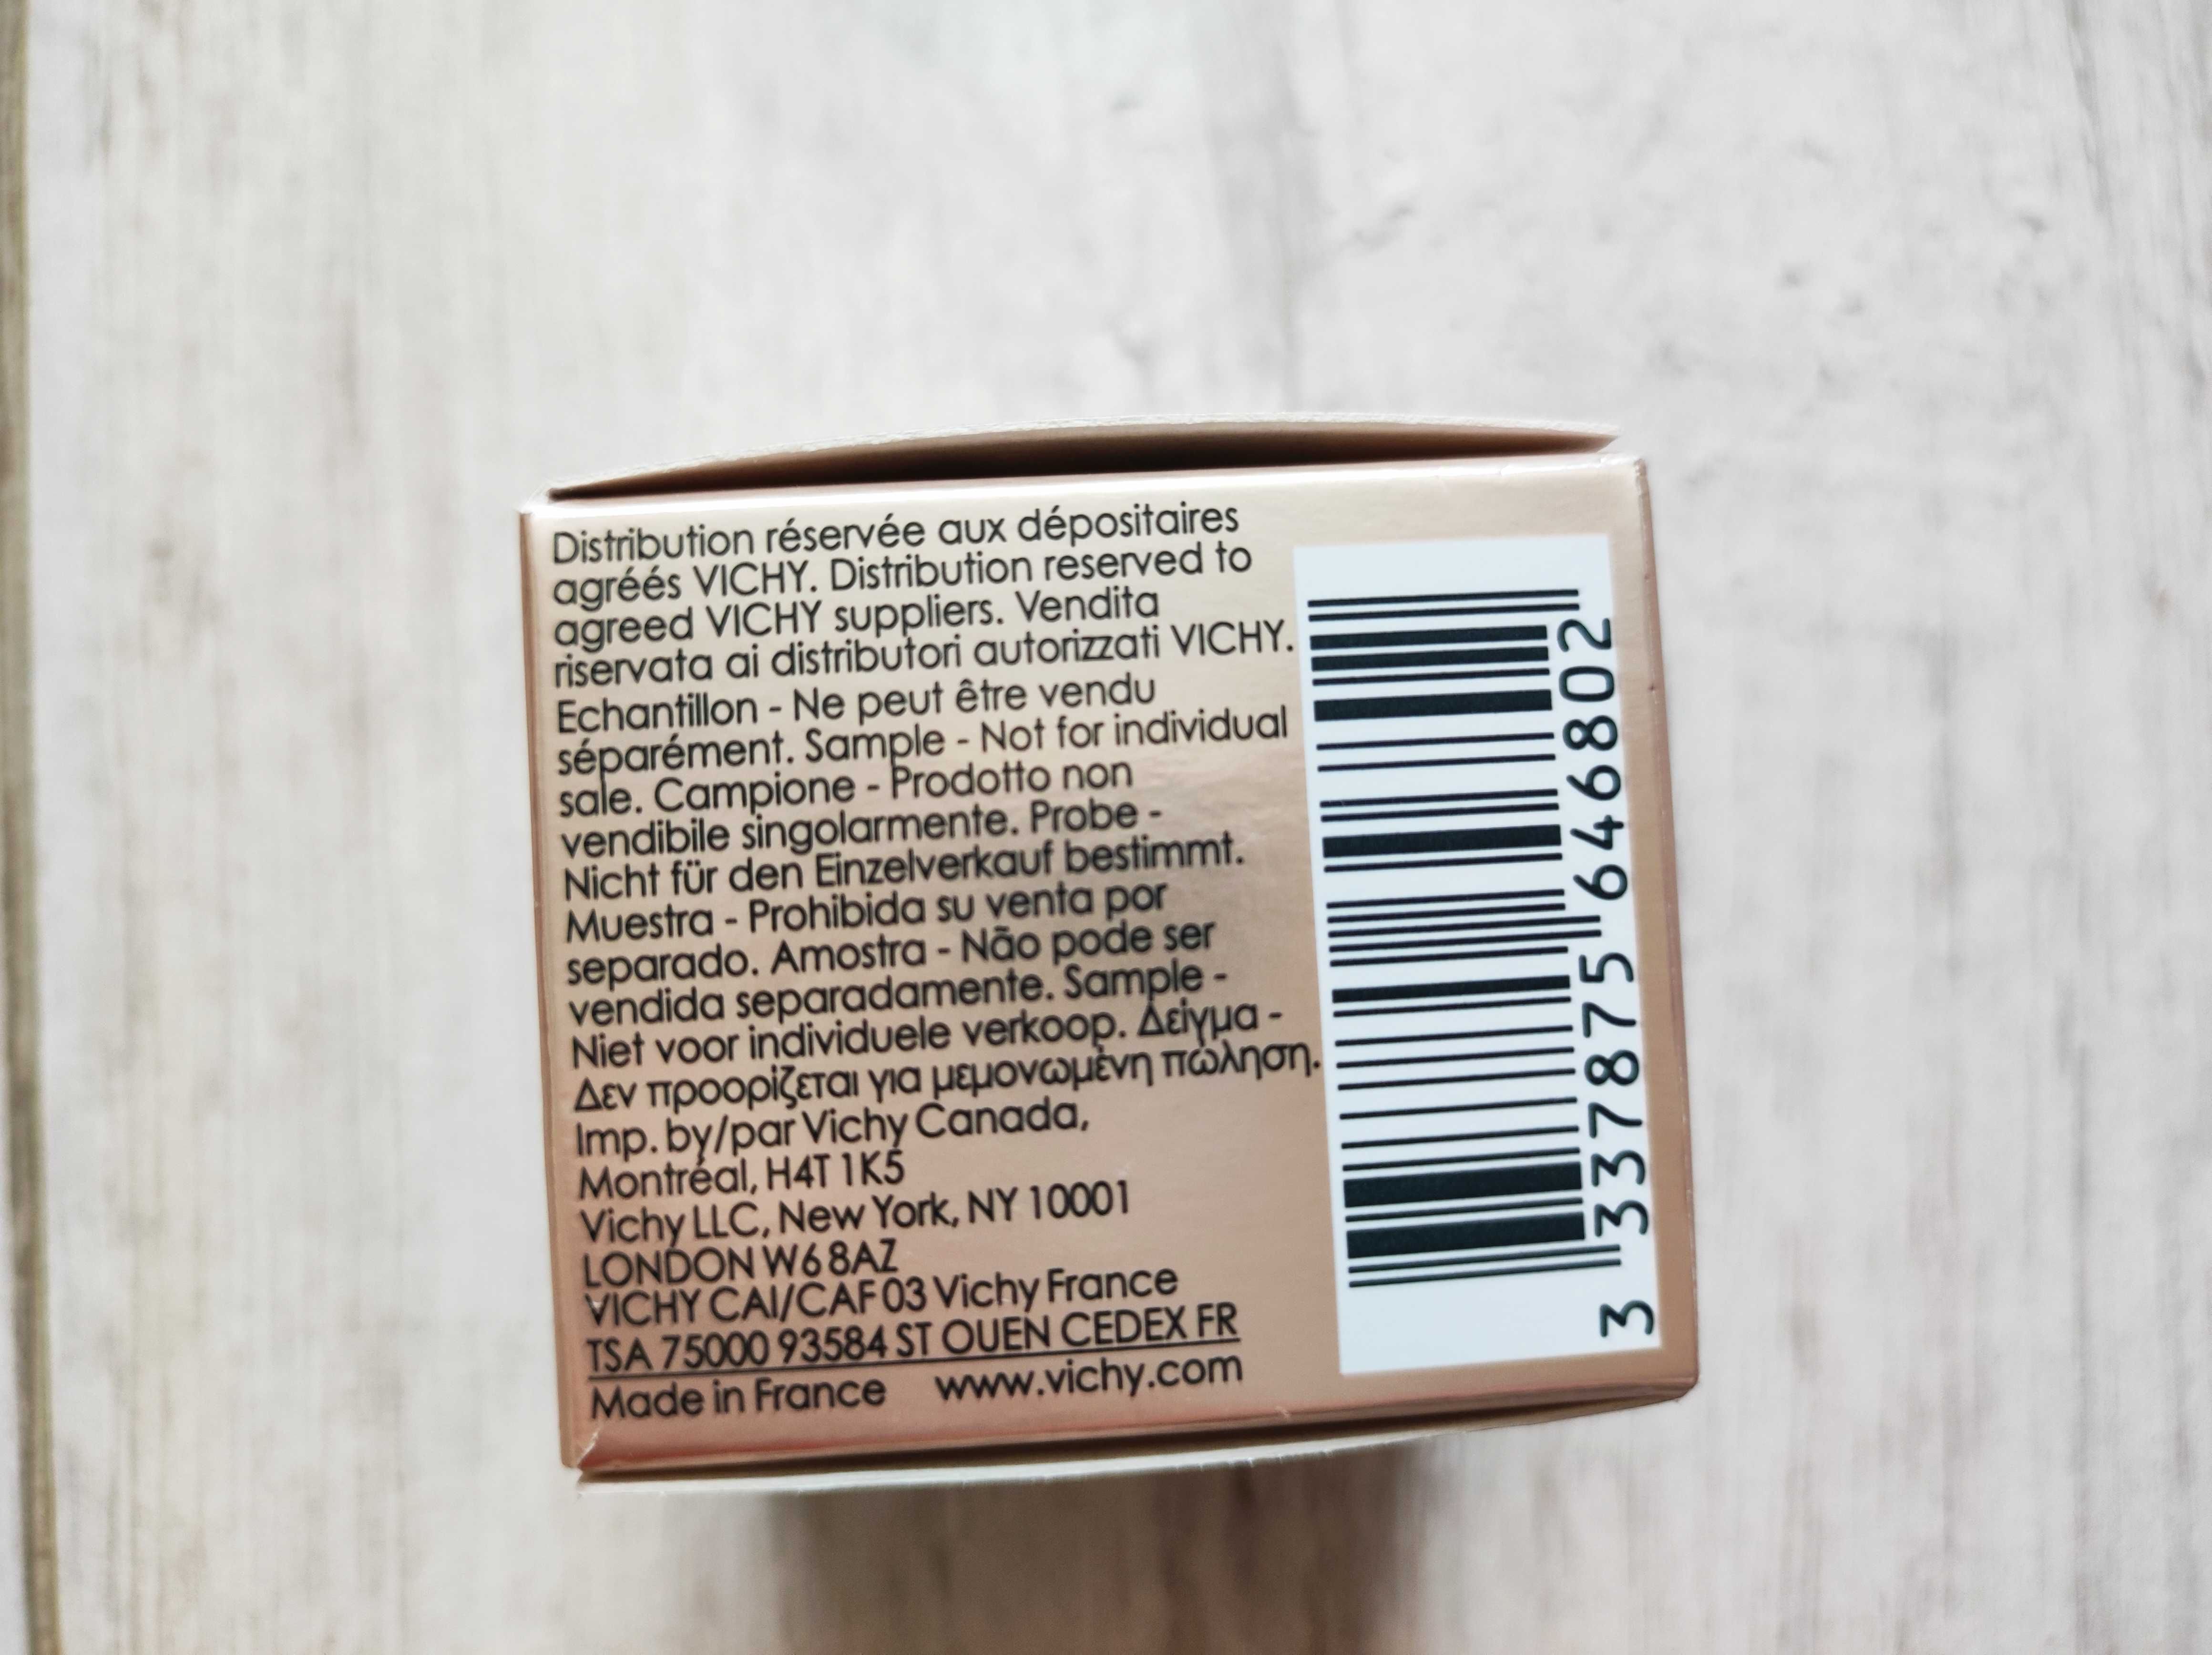 Distribution réservée aux dépositaires
agréés VICHY. Distribution reserved to
agreed VICHY suppliers. Vendita
riservata ai distributori autorizzati VICHY.
Echantillon - Ne peut être vendu
séparément. Sample - Not for individual
sale. Campione - Prodotto non
vendibile singolarmente. Probe -
Nicht für den Einzelverkauf bestimmt.
Muestra - Prohibida su venta por
separado. Amostra - Não pode ser
vendida separadamente. Sample -
Niet voor individuele verkoop. Δείγμα -
Δεν προορίζεται για μεμονωμένη πώληση.
Imp. by/par Vichy Canada,
Montréal, H4T 1K5
Vichy LLC, New York, NY 10001
LONDON W6 8AZ
VICHY CAI/CAF 03 Vichy France
TSA 75000 93584 ST OUEN CEDEX FR
Made in France www.vichy.com
3 337875 646802